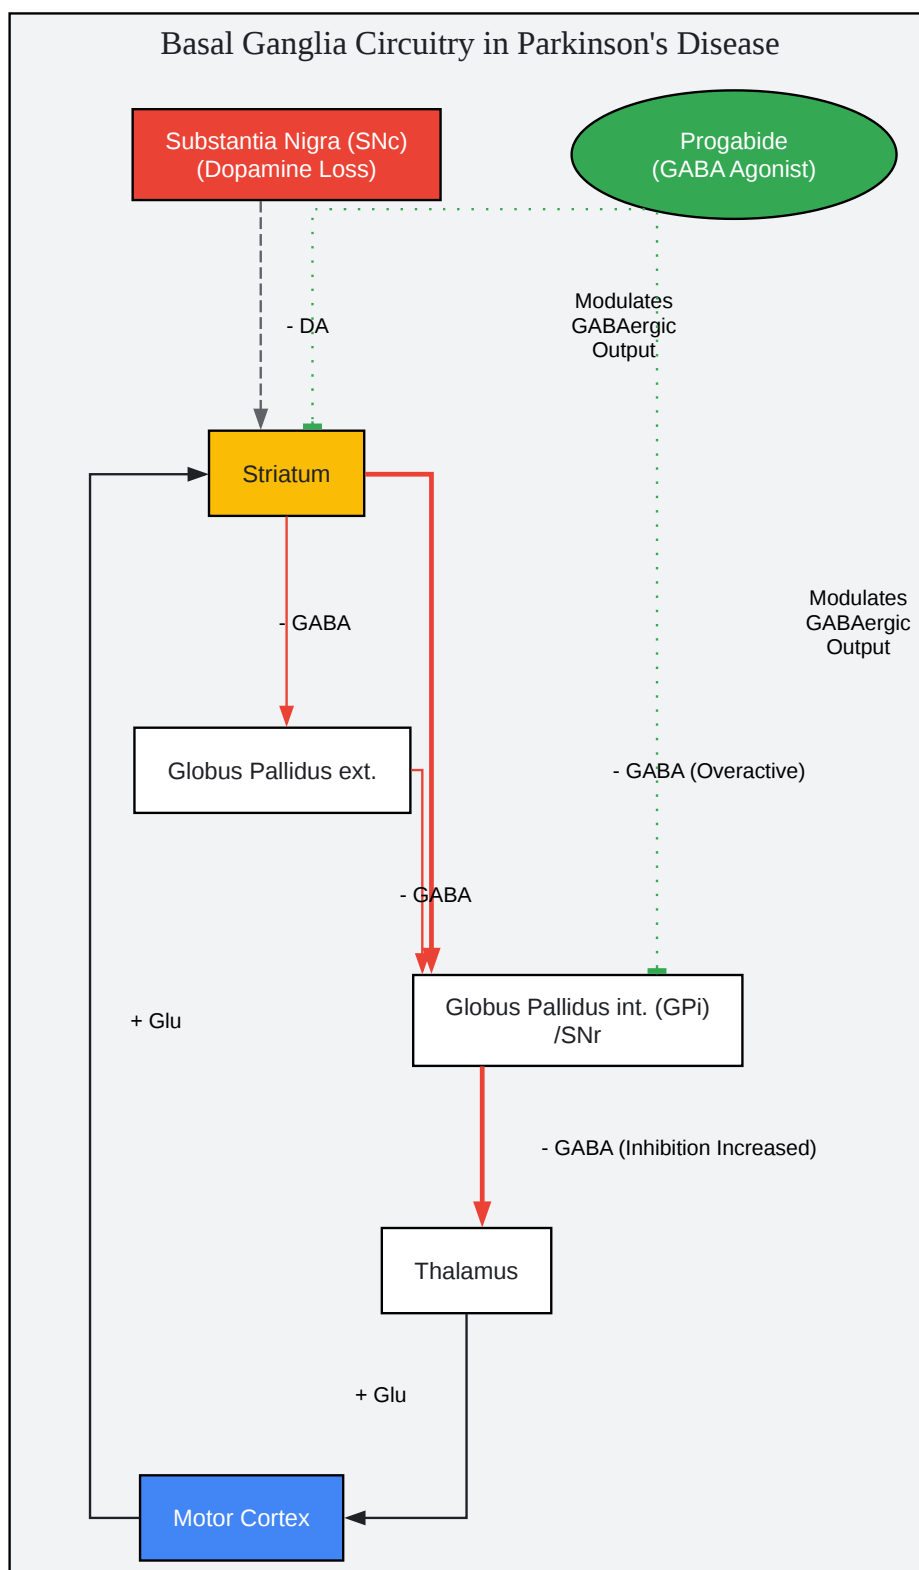 Basal Ganglia Circuitry in Parkinson's Disease
Substantia Nigra (SNc)
(Dopamine Loss)
Progabide
(GABA Agonist)
- DA
Modulates
GABAergic
Output
Striatum
- GABA
Modulates
GABAergic
Output
Globus Pallidus ext.
- GABA (Overactive)
- GABA
Globus Pallidus int. (GPi)
/SNr
+ Glu
- GABA (Inhibition Increased)
Thalamus
+ Glu
Motor Cortex